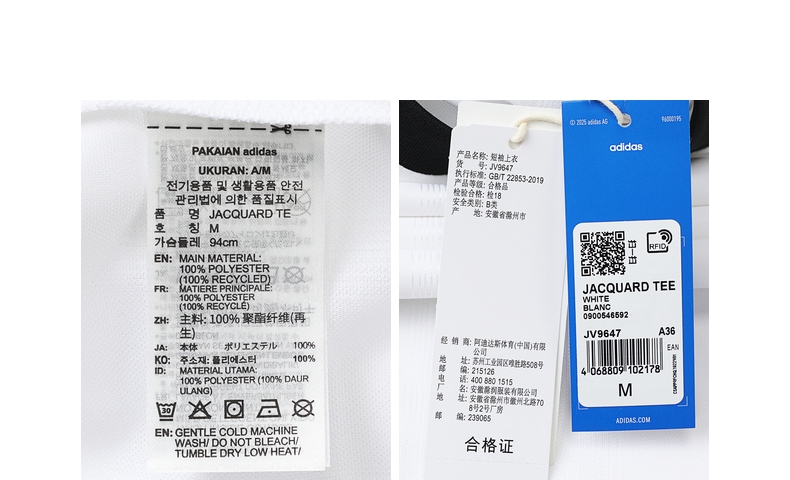 PAKAIAN adidas
UKURAN: A/M
전기용품 및 생활용품 안전
관리법에 의한 품질표시
품 명 JACQUARD TE
호 칭 M
가슴둘레 94cm
EN: MAIN MATERIAL:
100% POLYESTER
(100% RECYCLED)
FR: MATIERE PRINCIPALE:
100% POLYESTER
(100% RECYCLÉ)
ZH: 主料: 100% 聚酯纤维(再
生)
JA: 本体 ポリエステル 100%
KO: 주소재: 폴리에스터 100%
ID: MATERIAL UTAMA:
100% POLYESTER (100% DAUR
ULANG)
30
EN: GENTLE COLD MACHINE
WASH/ DO NOT BLEACH/
TUMBLE DRY LOW HEAT/
产品名称: 短袖上衣
货 号: JV9647
执行标准: GB/T 22853-2019
产品等级: 合格品
检验合格: 检18
安全类别: B类
产 地: 安徽省滁州市
经 销 商: 阿迪达斯体育(中国)有限
公司
地 址: 苏州工业园区唯胜路508号
邮 编: 215126
电 话: 400 880 1515
厂 名: 安徽滁润服装有限公司
地 址: 安徽省滁州市徽州北路70
8号2号厂房
邮 编: 239065
合格证
© 2025 adidas AG
96000195
adidas
RFID
JACQUARD TEE
WHITE
BLANC
0900546592
JV9647 A36
EAN
4 068809 102178
M
ADIDAS.COM